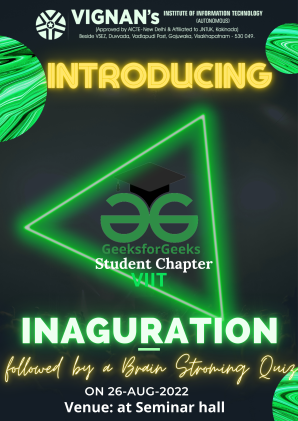 VIGNAN's INSTITUTE OF INFORMATION TECHNOLOGY
(AUTONOMOUS)
(Approved by AICTE-New Delhi & Affiliated to JNTUK, Kakinada)
Beside VSEZ, Duvvada, Vadlapudi Post, Gajuwaka, Visakhapatnam - 530 049.
INTRODUCING
GeeksforGeeks
Student Chapter
VIIT
INAGURATION
followed by a Brain Stroming Quiz
ON 26-AUG-2022
Venue: at Seminar hall